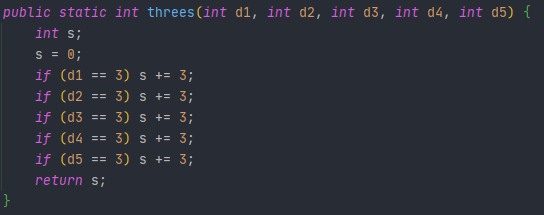 public static int threes(int d1, int d2, int d3, int d4, int d5) {
    int s;
    s = 0;
    if (d1 == 3) s += 3;
    if (d2 == 3) s += 3;
    if (d3 == 3) s += 3;
    if (d4 == 3) s += 3;
    if (d5 == 3) s += 3;
    return s;
}